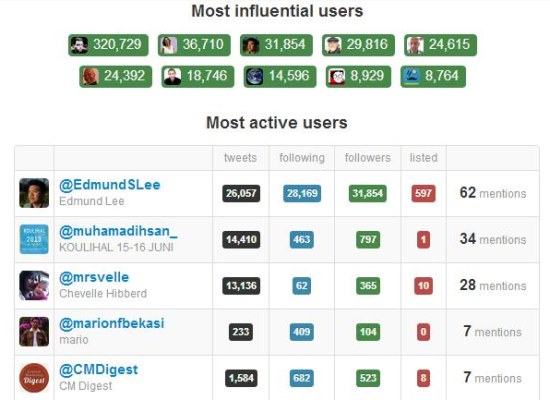 Most influential users
320,729 36,710 31,854 29,816 24,615
24,392 18,746 14,596 8,929 8,764
Most active users
tweets following followers listed
@EdmundSLee
Edmund Lee
26,057 28,169 31,854 597 62 mentions
@muhamadihsan_
KOULIHAL 15-16 JUNI
14,410 463 797 1 34 mentions
@mrsvelle
Chevelle Hibberd
13,136 62 365 10 28 mentions
@marionfbekasi
mario
233 409 104 0 7 mentions
@CMDigest
CM Digest
1,584 682 523 8 7 mentions
KOULIHAL
2013
Digest